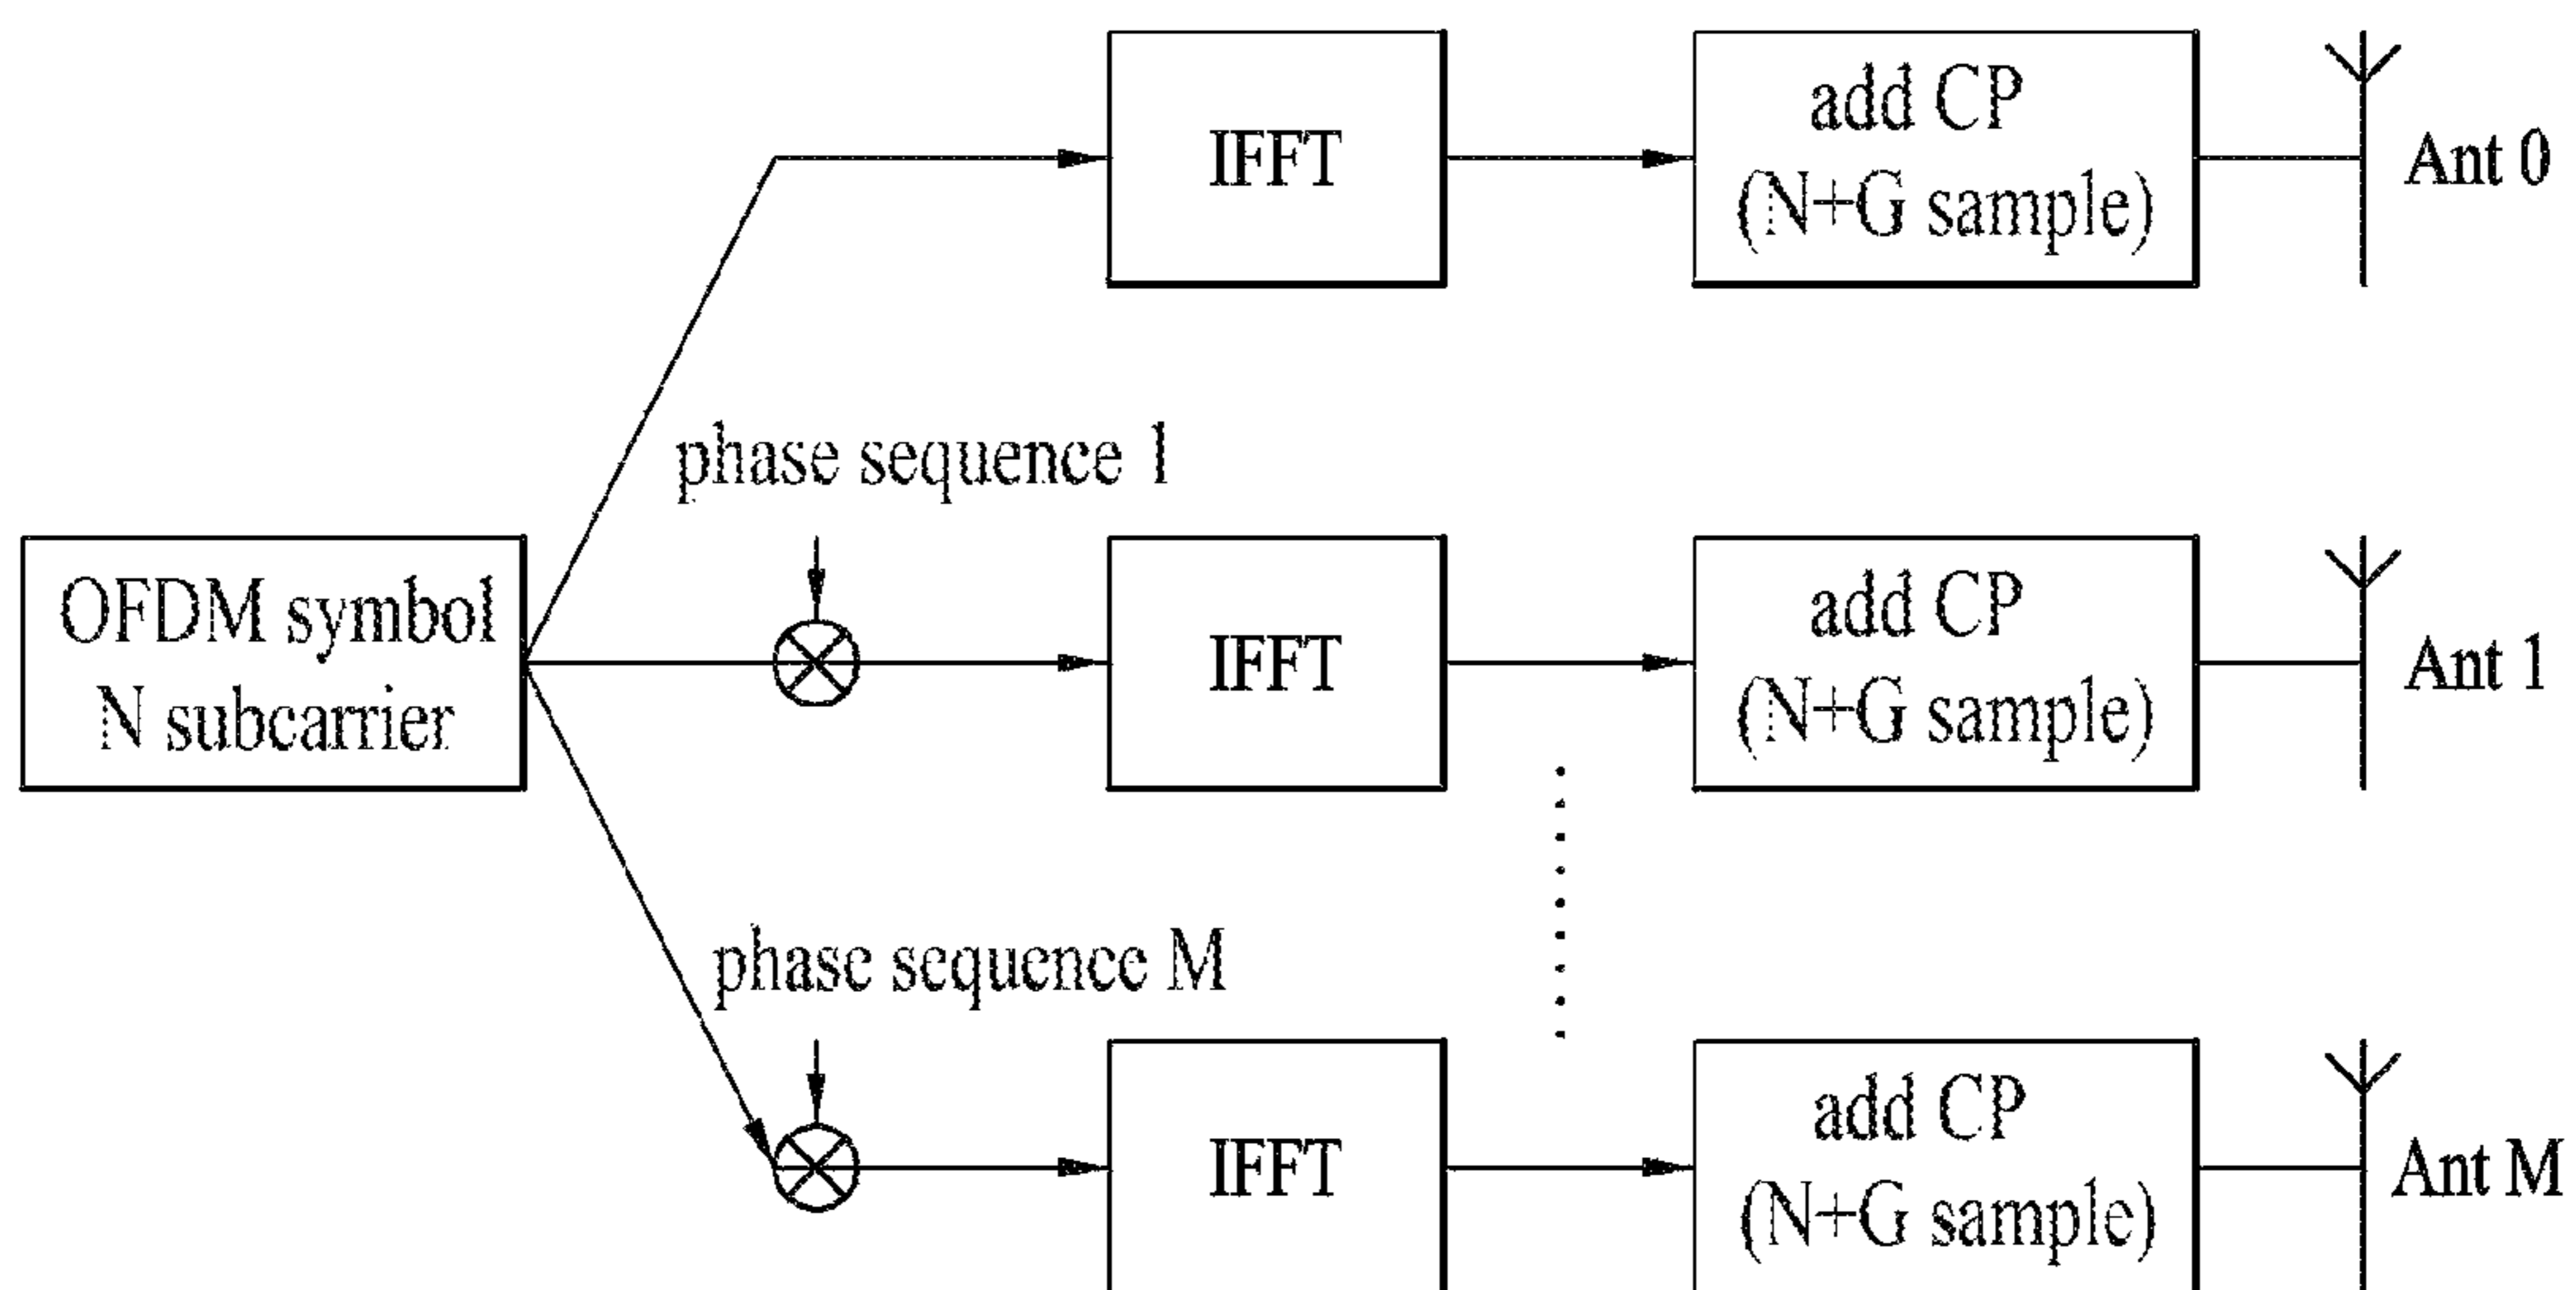 IFFT
add CP
(N+G sample)
Ant 0
phase sequence 1
OFDM symbol
N subcarrier
IFFT
add CP
(N+G sample)
Ant 1
phase sequence M
IFFT
add CP
(N+G sample)
Ant M